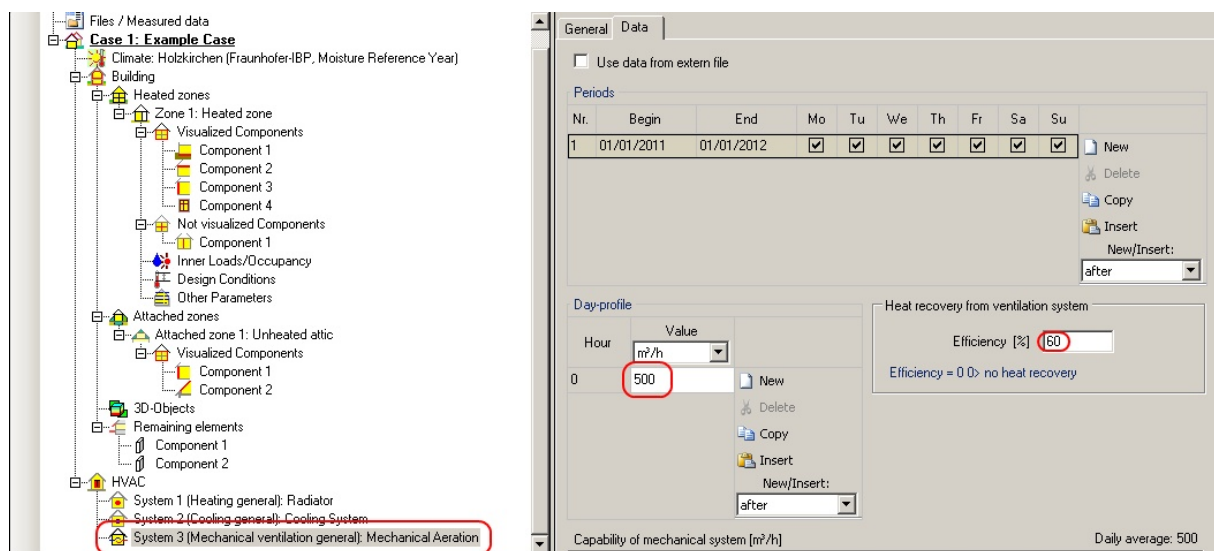 Files / Measured data
Case 1: Example Case
Climate: Holzkirchen (Fraunhofer-IBP, Moisture Reference Year)
Building
Heated zones
Zone 1: Heated zone
Visualized Components
Component 1
Component 2
Component 3
Component 4
Not visualized Components
Component 1
Inner Loads/Occupancy
Design Conditions
Other Parameters
Attached zones
Attached zone 1: Unheated attic
Visualized Components
Component 1
Component 2
3D-Objects
Remaining elements
Component 1
Component 2
HVAC
System 1 (Heating general): Radiator
System 2 (Cooling general): Cooling System
System 3 (Mechanical ventilation general): Mechanical Aeration
General Data
Use data from extern file
Periods
Nr. Begin End Mo Tu We Th Fr Sa Su
1 01/01/2011 01/01/2012
New
Delete
Copy
Insert
New/Insert:
after
Day-profile
Hour Value
m³/h
0 500
New
Delete
Copy
Insert
New/Insert:
after
Heat recovery from ventilation system
Efficiency [%] 60
Efficiency = 0 0> no heat recovery
Capability of mechanical system [m³/h] Daily average: 500